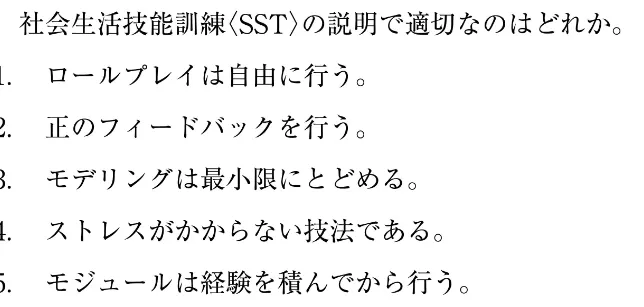 社会生活技能訓練〈SST〉の説明で適切なのはどれか。
1. ロールプレイは自由に行う。
2. 正のフィードバックを行う。
3. モデリングは最小限にとどめる。
4. ストレスがかからない技法である。
5. モジュールは経験を積んでから行う。